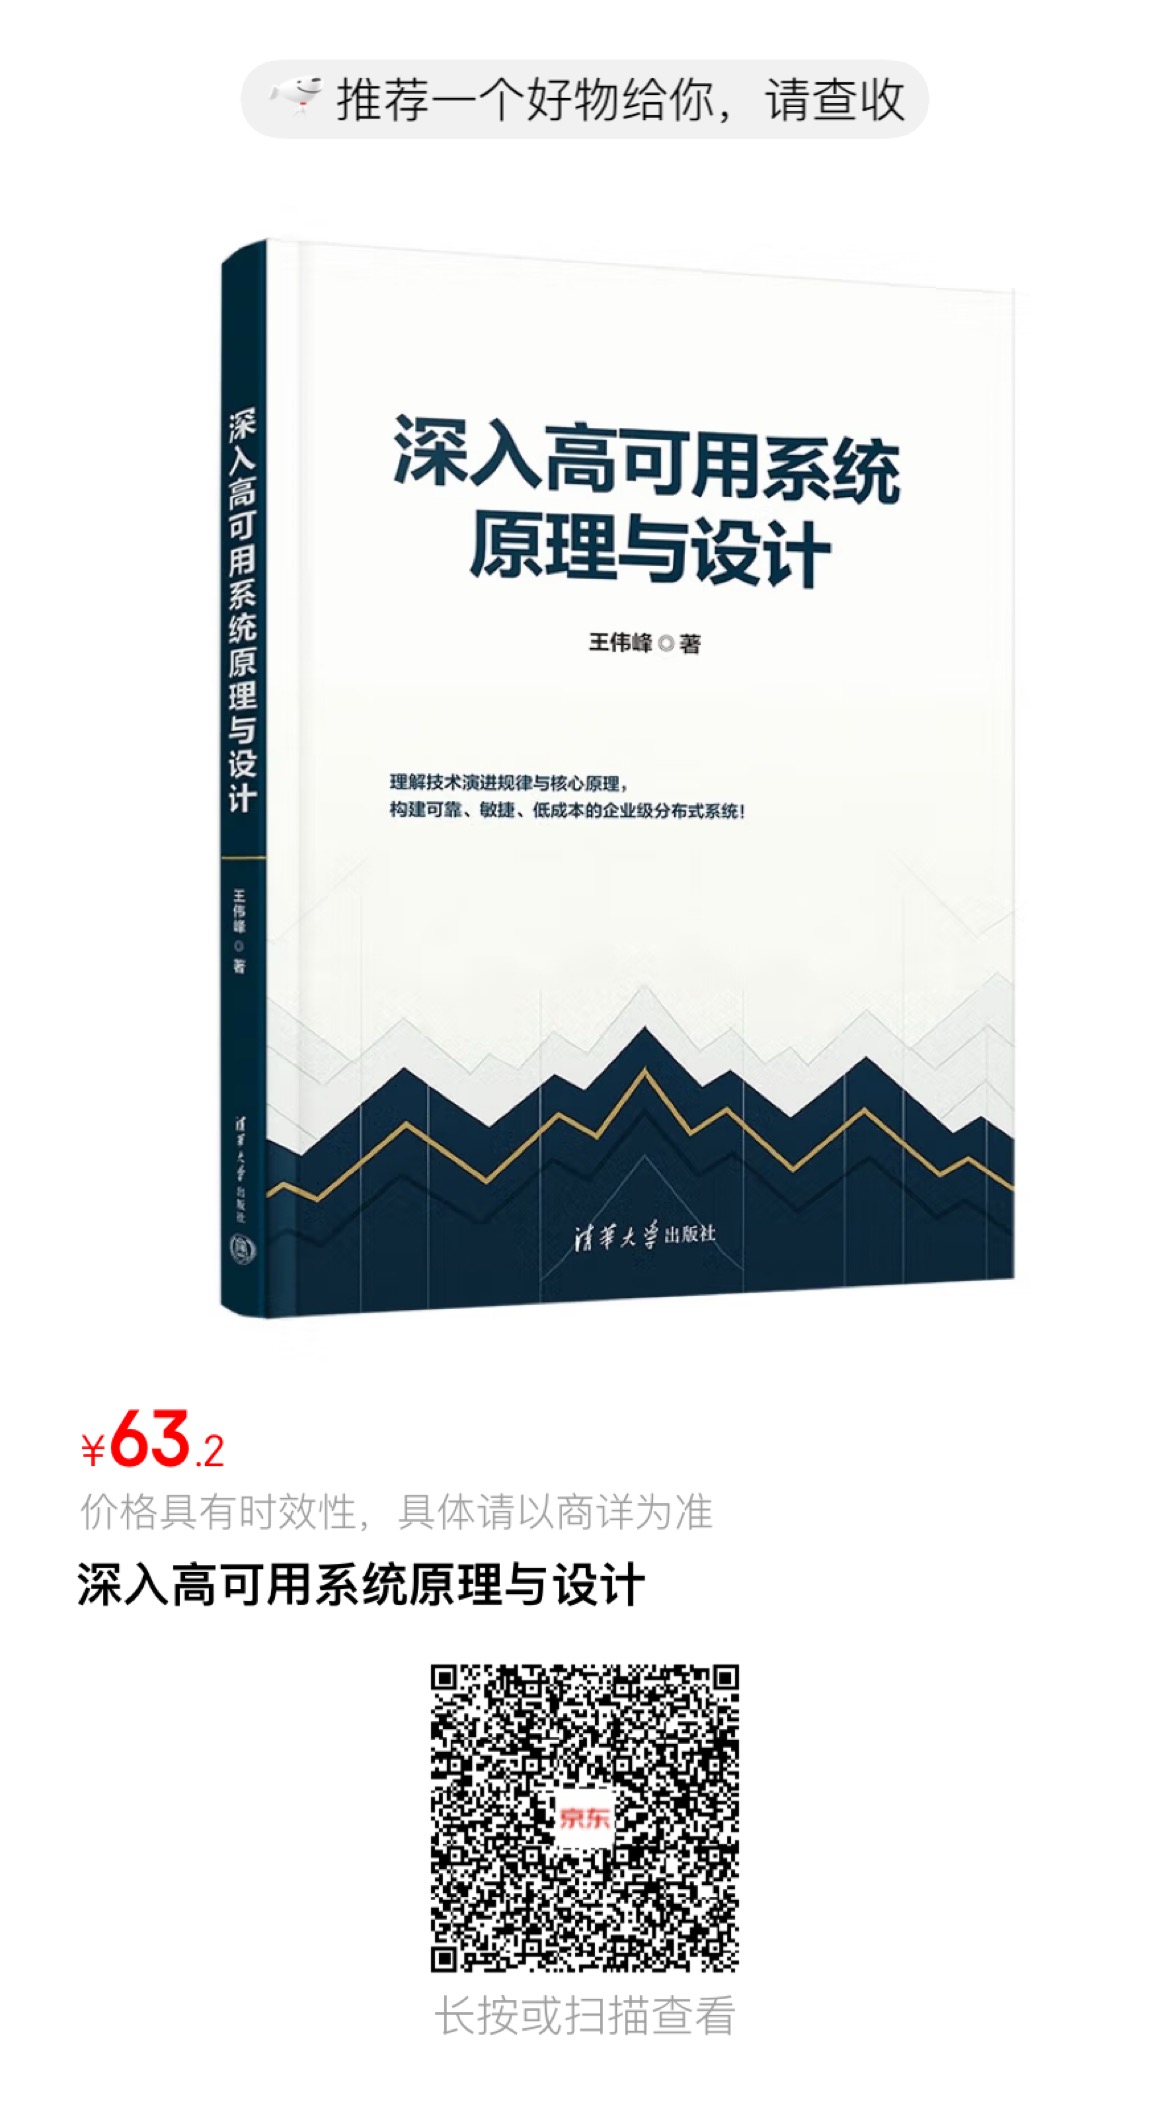 推荐一个好物给你，请查收
深入高可用系统
原理与设计
王伟峰◎著
理解技术演进规律与核心原理，
构建可靠、敏捷、低成本的企业级分布式系统！
清华大学出版社
深入高可用系统原理与设计
王伟峰◎著
清华大学出版社
¥63.2
价格具有时效性，具体请以商详为准
深入高可用系统原理与设计
京东
长按或扫描查看